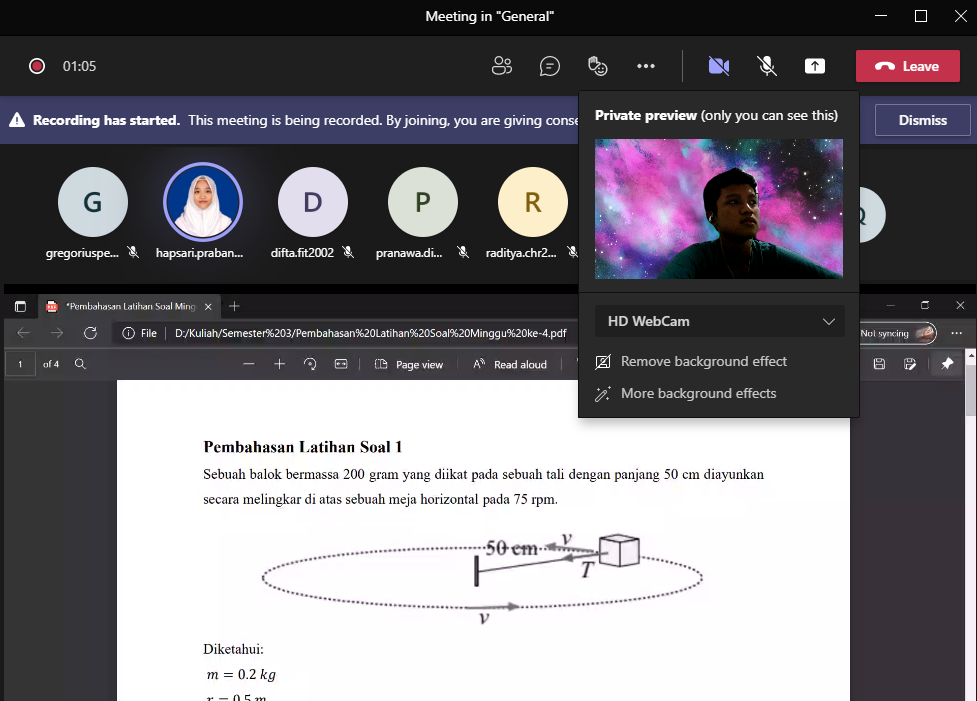 Meeting in "General"
01:05
Leave
Recording has started. This meeting is being recorded. By joining, you are giving conse
Dismiss
Private preview (only you can see this)
G
D
P
R
gregoriuspe...
hapsari.praban...
difta.fit2002
pranawa.di...
raditya.chr2...
HD WebCam
Remove background effect
More background effects
*Pembahasan Latihan Soal Ming
File
D:/Kuliah/Semester%203/Pembahasan%20Latihan%20Soal%20Minggu%20ke-4.pdf
Not syncing
1 of 4
Page view
Read aloud
Pembahasan Latihan Soal 1
Sebuah balok bermassa 200 gram yang diikat pada sebuah tali dengan panjang 50 cm diayunkan
secara melingkar di atas sebuah meja horizontal pada 75 rpm.
50 cm
v
T
v
Diketahui:
m = 0.2 kg
r = 0.5 m